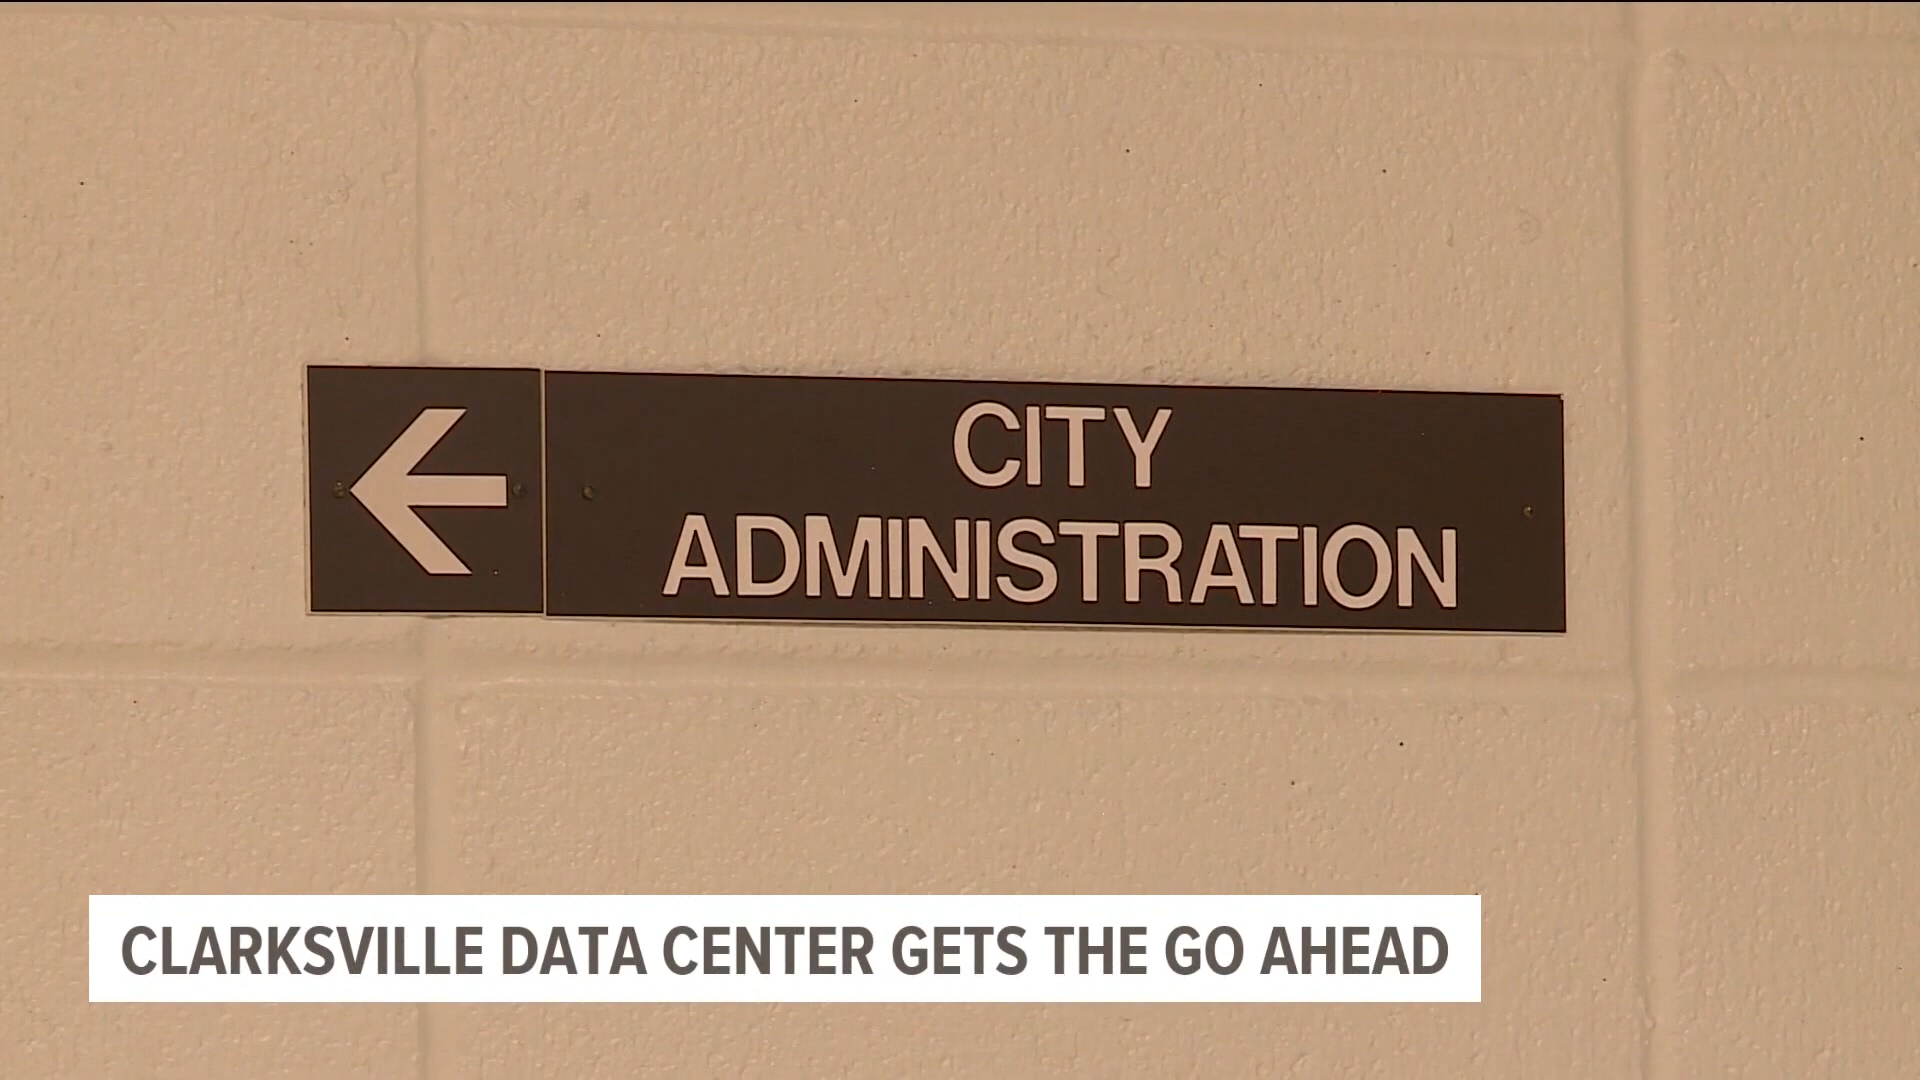 CITY
ADMINISTRATION
CLARKSVILLE DATA CENTER GETS THE GO AHEAD